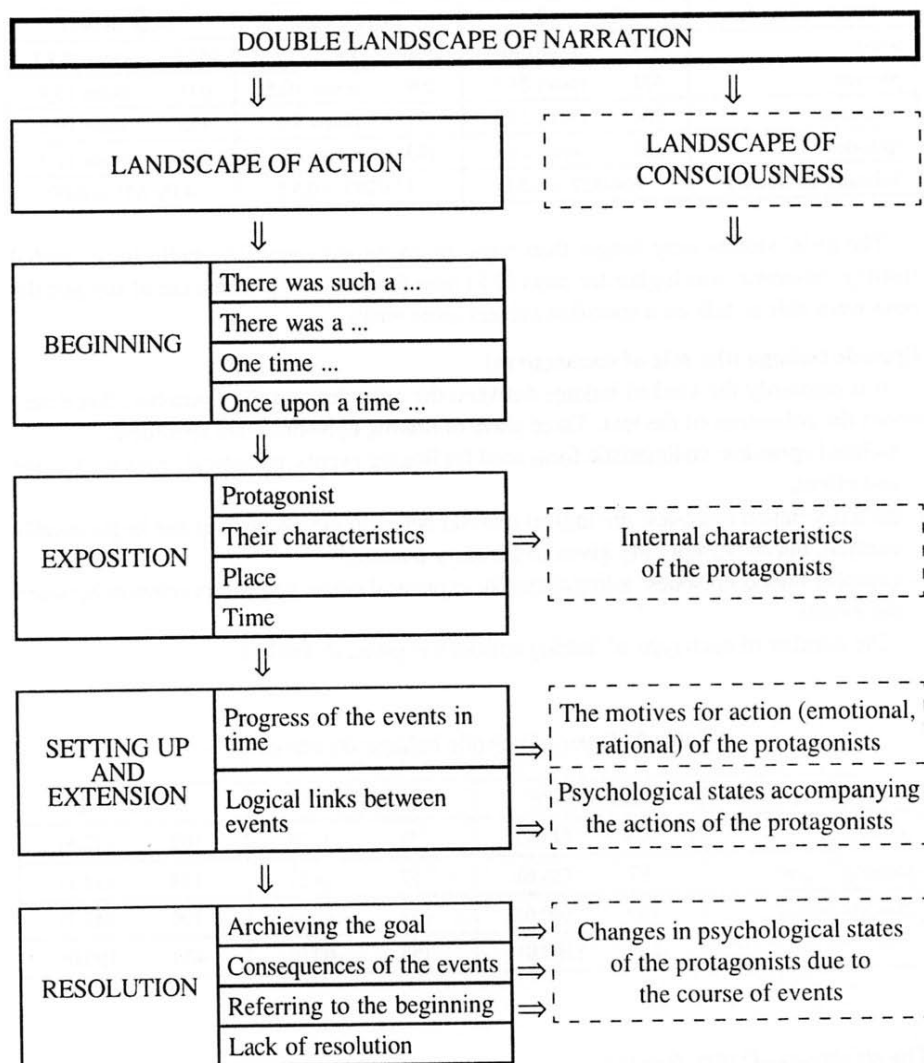 DOUBLE LANDSCAPE OF NARRATION
LANDSCAPE OF ACTION
LANDSCAPE OF
CONSCIOUSNESS
BEGINNING
There was such a ...
There was a ...
One time ...
Once upon a time ...
EXPOSITION
Protagonist
Their characteristics
Place
Time
Internal characteristics
of the protagonists
SETTING UP
AND
EXTENSION
Progress of the events in
time
Logical links between
events
The motives for action (emotional,
rational) of the protagonists
Psychological states accompanying
the actions of the protagonists
RESOLUTION
Achieving the goal
Consequences of the events
Referring to the beginning
Lack of resolution
Changes in psychological states
of the protagonists due to
the course of events